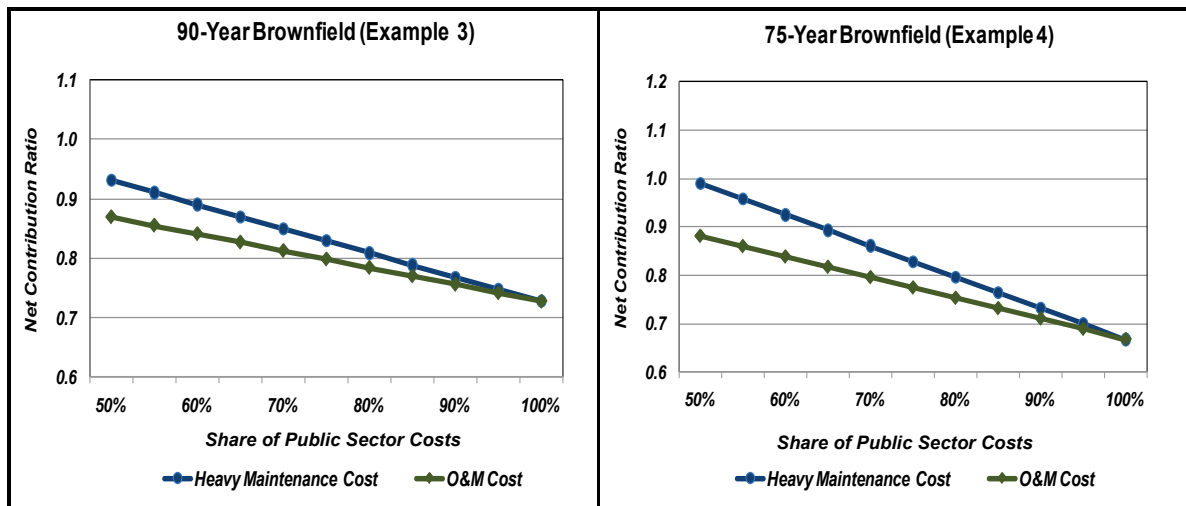 90-Year Brownfield (Example 3)
Net Contribution Ratio
1.1
1.0
0.9
0.8
0.7
0.6
50%
60%
70%
80%
90%
100%
Share of Public Sector Costs
Heavy Maintenance Cost
O&M Cost
75-Year Brownfield (Example 4)
Net Contribution Ratio
1.2
1.1
1.0
0.9
0.8
0.7
0.6
50%
60%
70%
80%
90%
100%
Share of Public Sector Costs
Heavy Maintenance Cost
O&M Cost